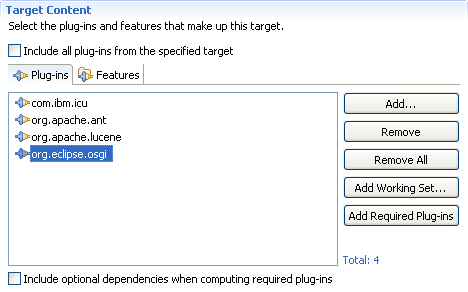 Target Content
Select the plug-ins and features that make up this target.
Include all plug-ins from the specified target
Plug-ins Features
com.ibm.icu
org.apache.ant
org.apache.lucene
org.eclipse.osgi
Add...
Remove
Remove All
Add Working Set...
Add Required Plug-ins
Total: 4
Include optional dependencies when computing required plug-ins